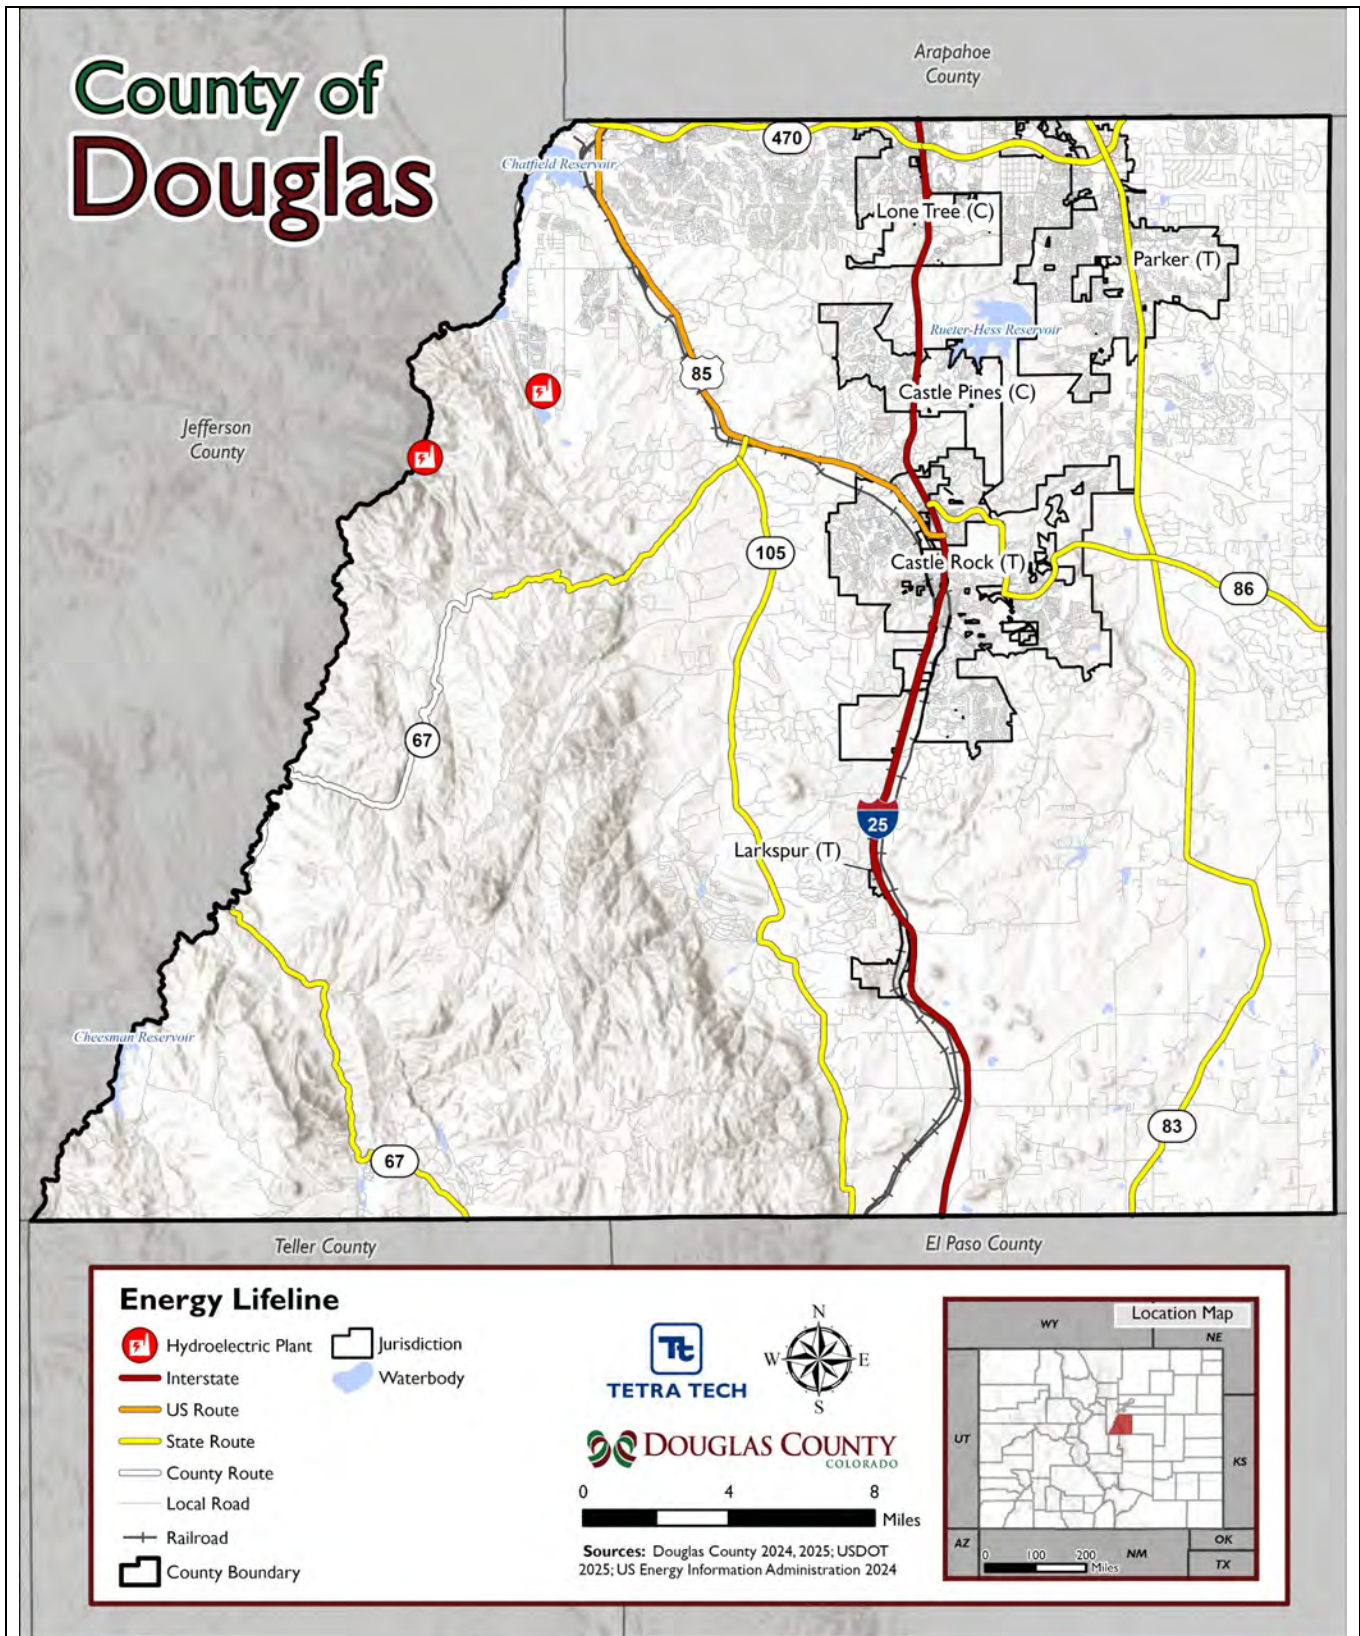 County of
Douglas
Arapahoe
County
470
Chatfield Reservoir
Lone Tree (C)
Parker (T)
Rueter-Hess Reservoir
85
Castle Pines (C)
Jefferson
County
105
Castle Rock (T)
86
67
25
Larkspur (T)
Cheesman Reservoir
83
67
Teller County
El Paso County
Energy Lifeline
Hydroelectric Plant
Interstate
US Route
State Route
County Route
Local Road
Railroad
County Boundary
Jurisdiction
Waterbody
Tt
TETRA TECH
N
W
E
S
DOUGLAS COUNTY
COLORADO
0 4 8
Miles
Sources: Douglas County 2024, 2025; USDOT
2025; US Energy Information Administration 2024
Location Map
WY
NE
UT
KS
AZ
NM
OK
TX
0 100 200
Miles